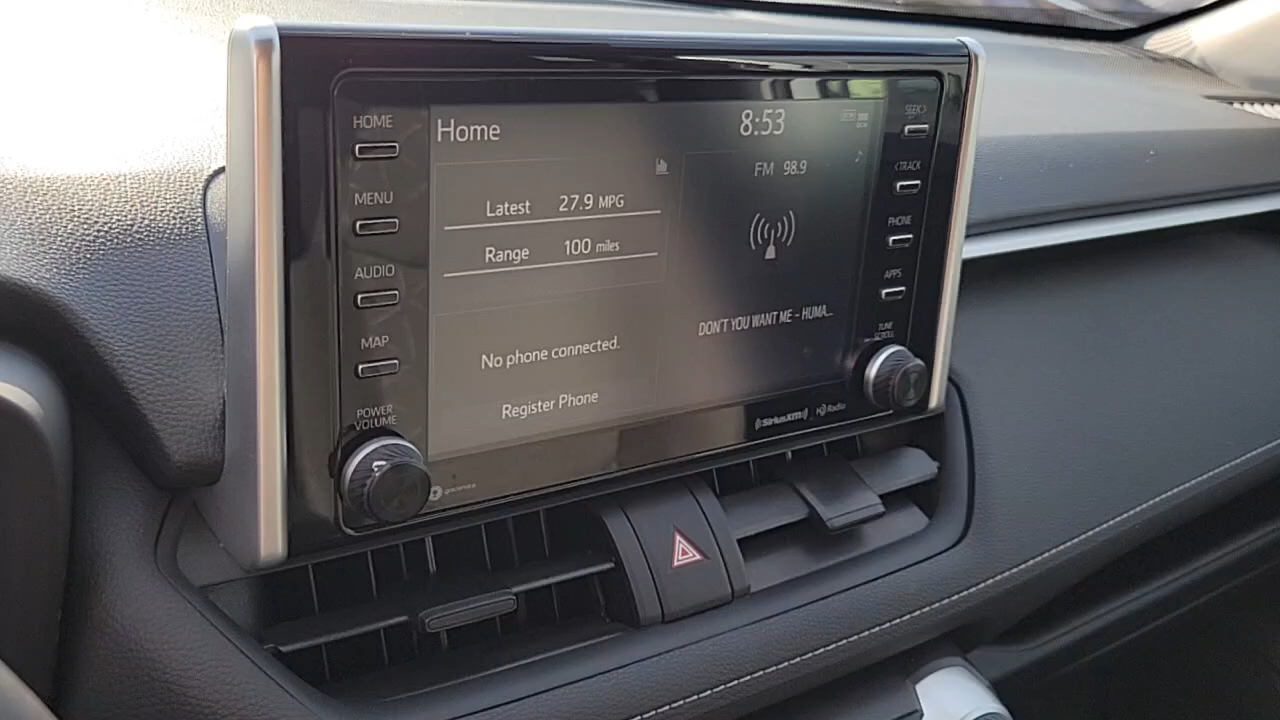 HOME
MENU
AUDIO
MAP
POWER
VOLUME
Home
8:53
Latest 27.9 MPG
Range 100 miles
No phone connected.
Register Phone
FM 98.9
DON'T YOU WANT ME - HUMA...
SEEK>
<TRACK
PHONE
APPS
TUNE
SCROLL
((SiriusXM))
HD Radio
gracenote